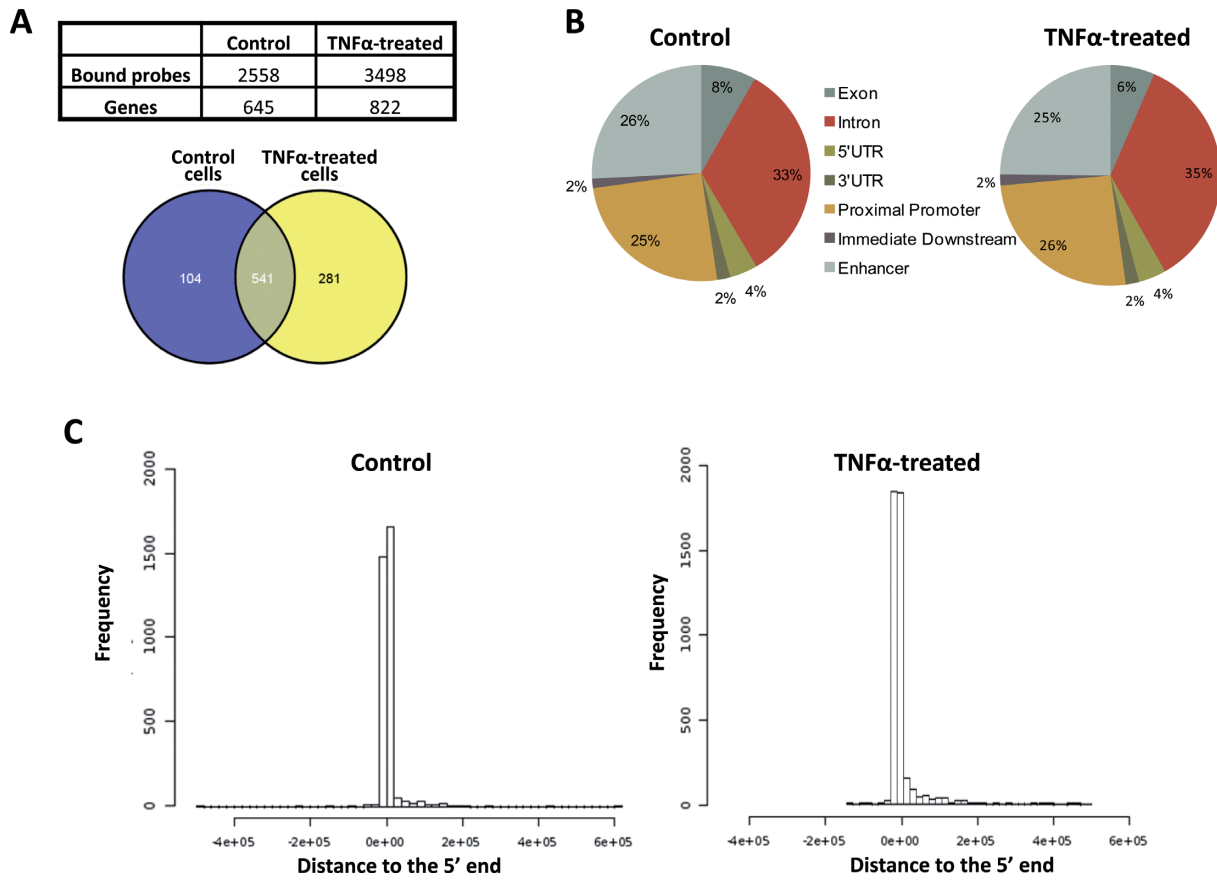 A
Control TNFα-treated
Bound probes 2558 3498
Genes 645 822
Control cells
TNFα-treated cells
104 541 281
B
Control
8%
33%
4%
2%
25%
2%
26%
Exon
Intron
5'UTR
3'UTR
Proximal Promoter
Immediate Downstream
Enhancer
TNFα-treated
6%
35%
4%
2%
26%
2%
25%
C
Control
Frequency
2000
1500
1000
500
0
-4e+05 -2e+05 0e+00 2e+05 4e+05 6e+05
Distance to the 5' end
TNFα-treated
Frequency
2000
1500
1000
500
0
-4e+05 -2e+05 0e+00 2e+05 4e+05 6e+05
Distance to the 5' end